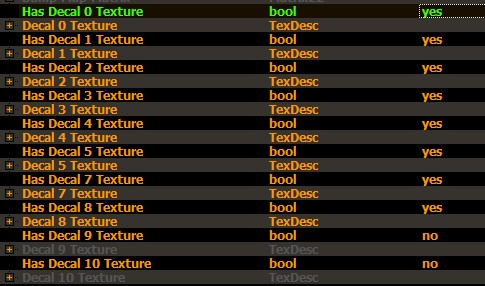 Has Decal 0 Texture bool yes
Decal 0 Texture TexDesc
Has Decal 1 Texture bool yes
Decal 1 Texture TexDesc
Has Decal 2 Texture bool yes
Decal 2 Texture TexDesc
Has Decal 3 Texture bool yes
Decal 3 Texture TexDesc
Has Decal 4 Texture bool yes
Decal 4 Texture TexDesc
Has Decal 5 Texture bool yes
Decal 5 Texture TexDesc
Has Decal 7 Texture bool yes
Decal 7 Texture TexDesc
Has Decal 8 Texture bool yes
Decal 8 Texture TexDesc
Has Decal 9 Texture bool no
Decal 9 Texture TexDesc
Has Decal 10 Texture bool no
Decal 10 Texture TexDesc